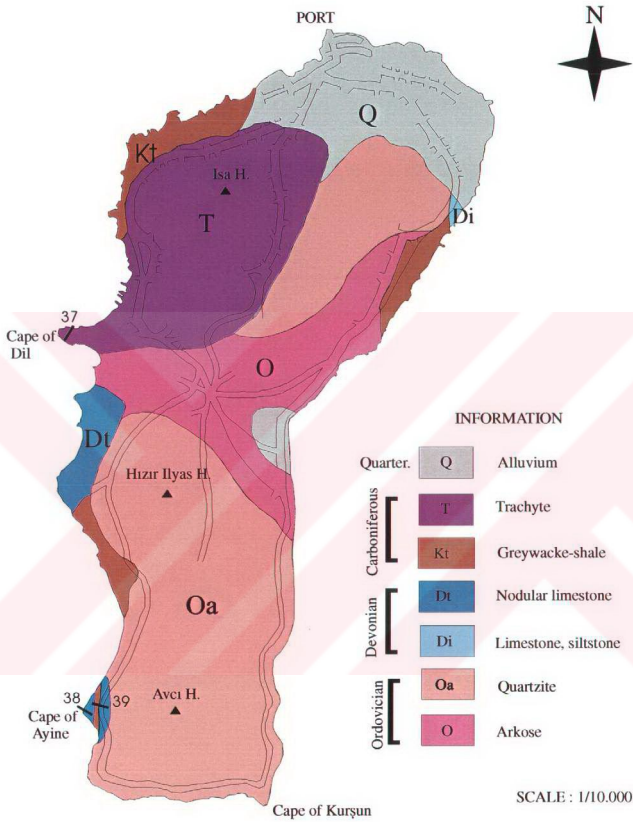 PORT
N
Q
Kt
Isa H.
T
Di
37
Cape of
Dil
O
Dt
Hızır Ilyas H.
Oa
38
39
Avcı H.
Cape of
Ayine
Cape of Kurşun
INFORMATION
Quarter. Q Alluvium
Carboniferous
T Trachyte
Kt Greywacke-shale
Devonian
Dt Nodular limestone
Di Limestone, siltstone
Ordovician
Oa Quartzite
O Arkose
SCALE : 1/10.000